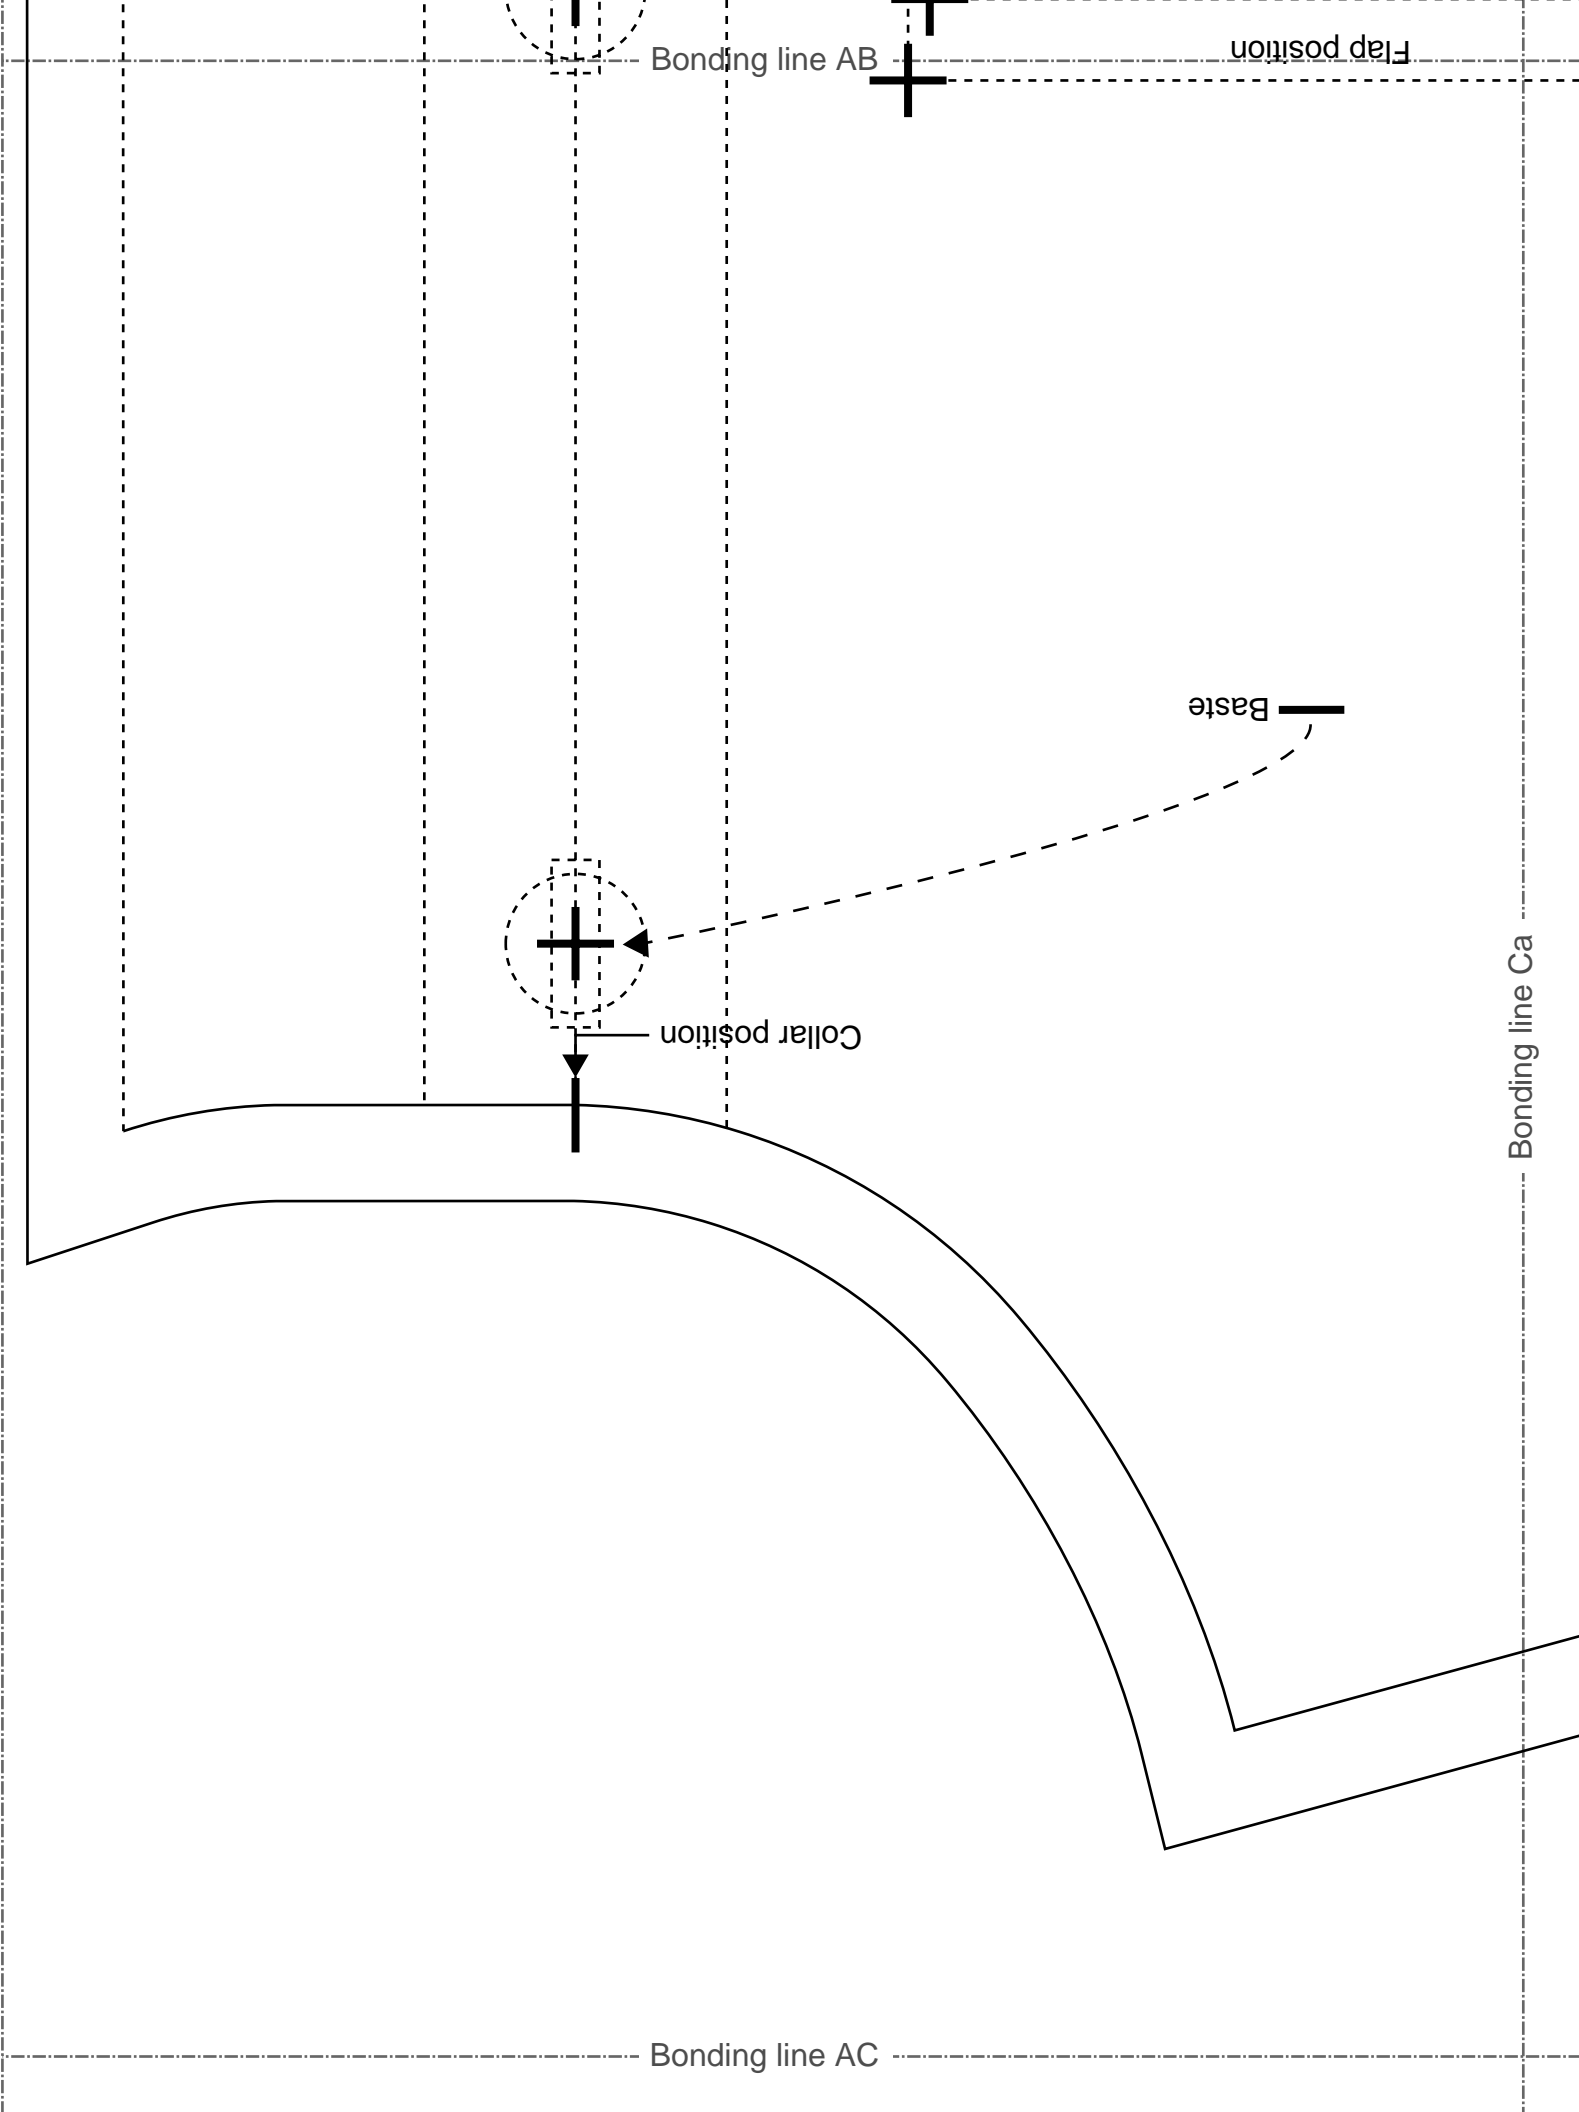 Bonding line AB
Flap position
Baste
Bonding line Ca
Collar position
Bonding line AC